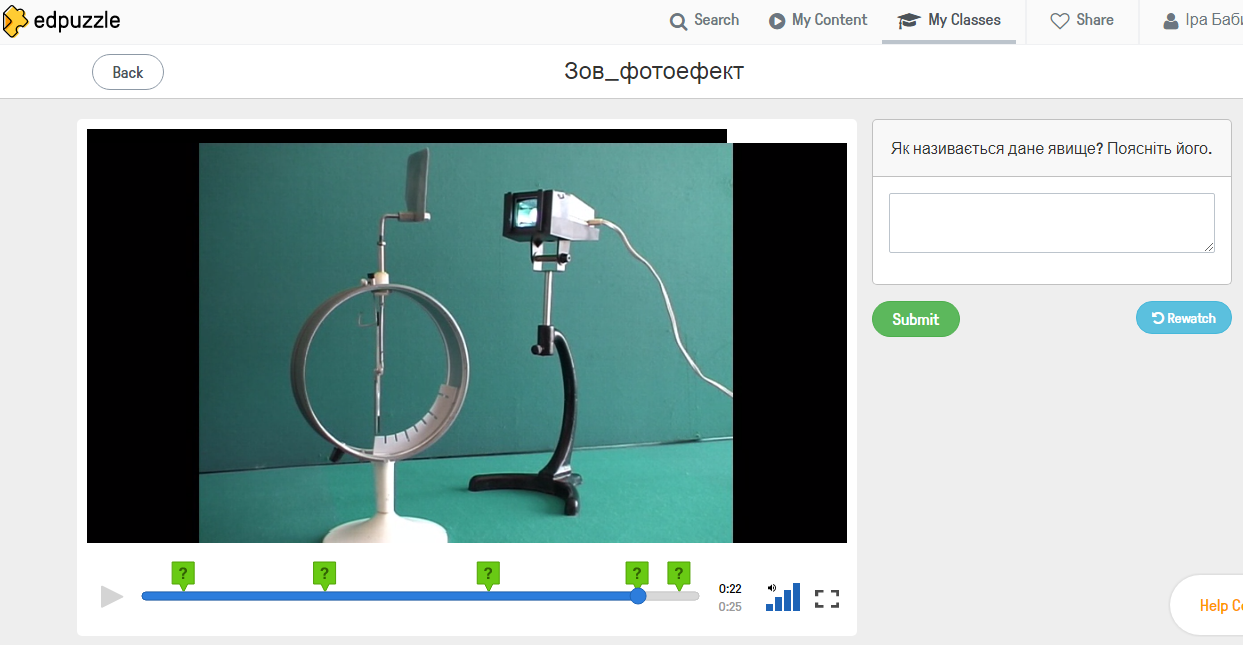 edpuzzle
Search
My Content
My Classes
Share
Іра Баби
Back
Зов_фотоефект
Як називається дане явище? Поясніть його.
Submit
Rewatch
?
?
?
?
?
0:22
0:25
Help Ce